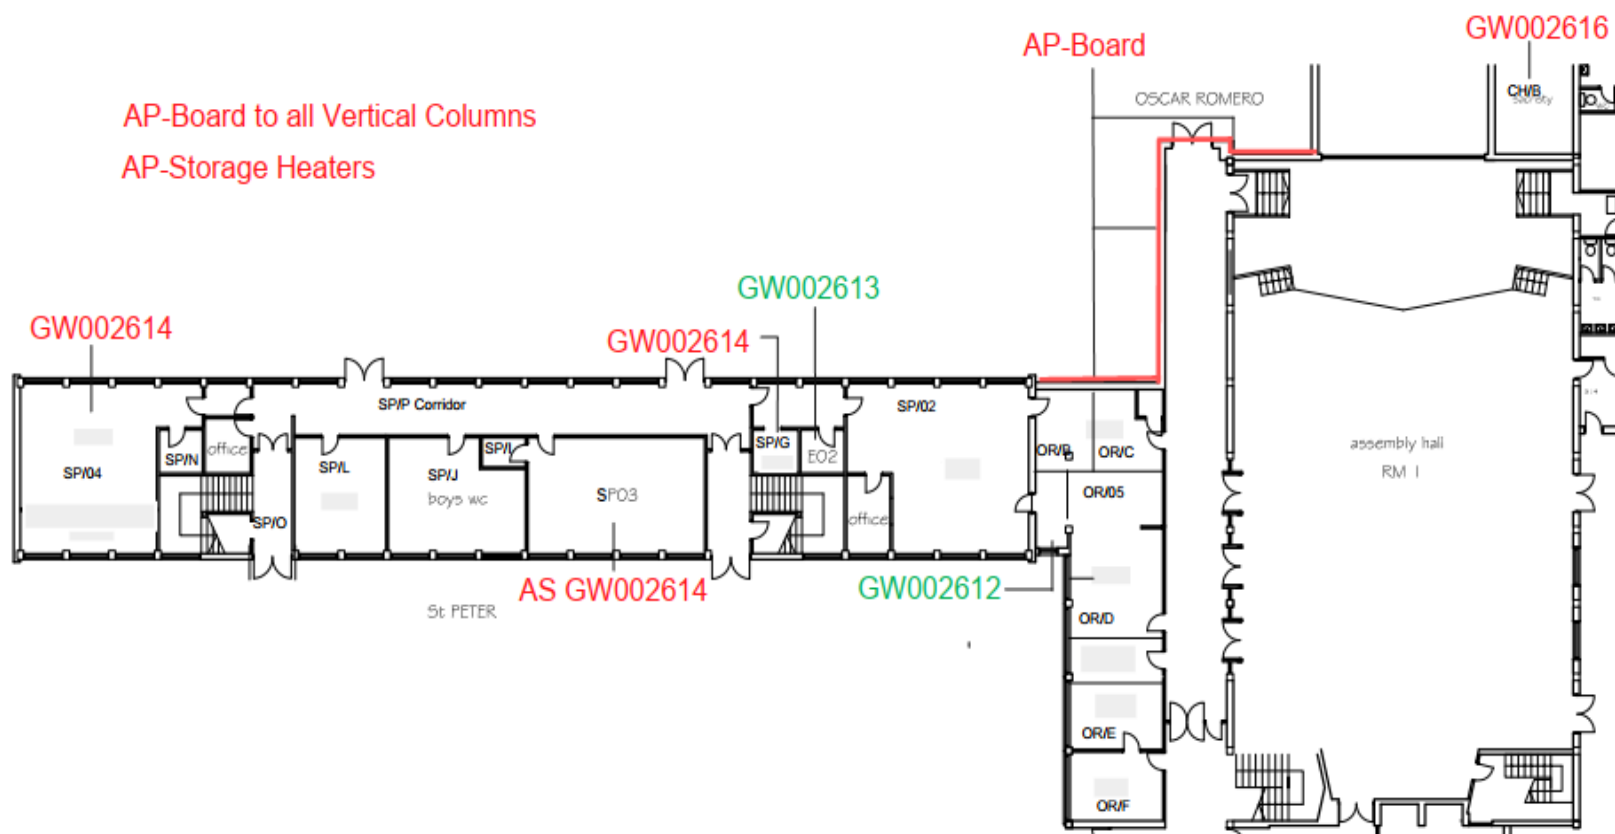 GW002616
AP-Board
CH/B
OSCAR ROMERO
AP-Board to all Vertical Columns
AP-Storage Heaters
GW002613
GW002614
GW002614
SP/P Corridor
SP/02
SP/G
E02
OR/B
OR/C
office
SP/N
SP/L
SP/J
SP/I
boys wc
SP/04
SP03
SP/O
office
OR/05
assembly hall
RM 1
AS GW002614
GW002612
St PETER
OR/D
OR/E
OR/F